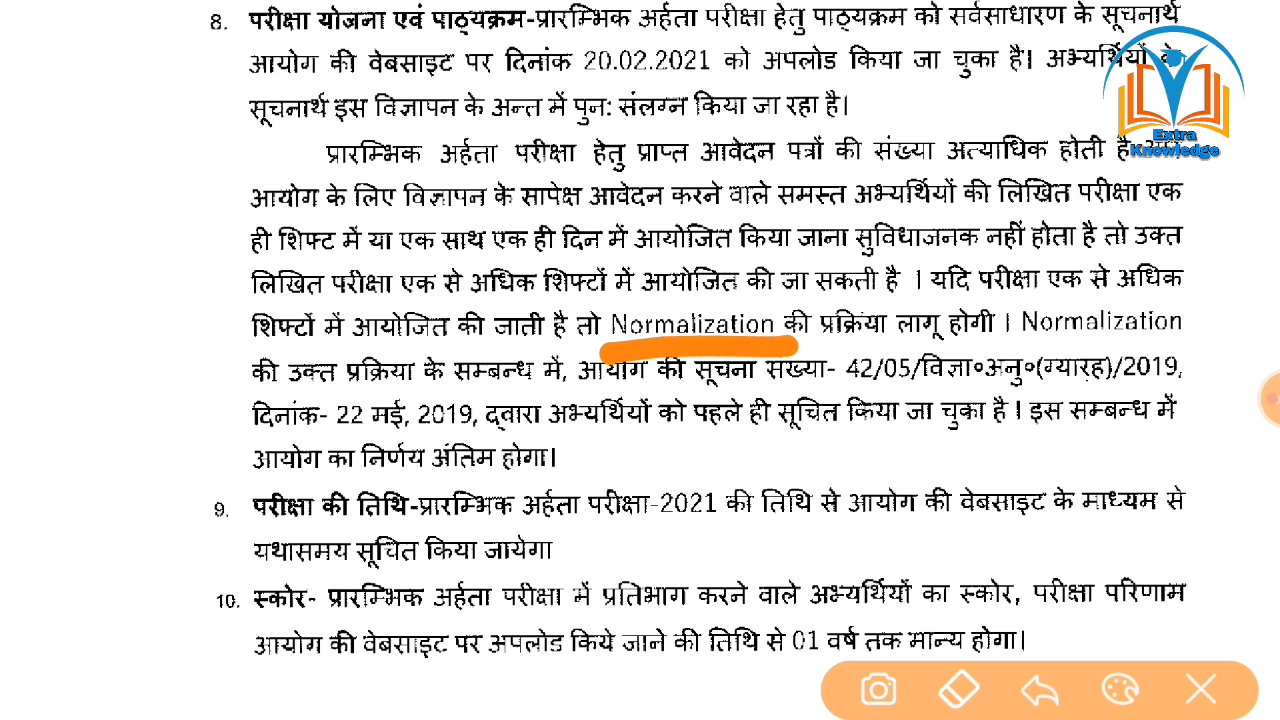 8. परीक्षा योजना एवं पाठ्यक्रम-प्रारम्भिक अर्हता परीक्षा हेतु पाठ्यक्रम को सर्वसाधारण के सूचनार्थ
आयोग की वेबसाइट पर दिनांक 20.02.2021 को अपलोड किया जा चुका है। अभ्यर्थियों के
सूचनार्थ इस विज्ञापन के अन्त में पुन: संलग्न किया जा रहा है।
Extra
Knowledge
प्रारम्भिक अर्हता परीक्षा हेतु प्राप्त आवेदन पत्रों की संख्या अत्याधिक होती है
आयोग के लिए विज्ञापन के सापेक्ष आवेदन करने वाले समस्त अभ्यर्थियों की लिखित परीक्षा एक
ही शिफ्ट में या एक साथ एक ही दिन में आयोजित किया जाना सुविधाजनक नहीं होता है तो उक्त
लिखित परीक्षा एक से अधिक शिफ्टों में आयोजित की जा सकती है । यदि परीक्षा एक से अधिक
शिफ्टों में आयोजित की जाती है तो Normalization की प्रक्रिया लागू होगी । Normalization
की उक्त प्रक्रिया के सम्बन्ध में, आयोग की सूचना संख्या- 42/05/विज्ञा०अनु०(ग्यारह)/2019,
दिनांक- 22 मई, 2019, द्वारा अभ्यर्थियों को पहले ही सूचित किया जा चुका है । इस सम्बन्ध में
आयोग का निर्णय अंतिम होगा।
9. परीक्षा की तिथि-प्रारम्भिक अर्हता परीक्षा-2021 की तिथि से आयोग की वेबसाइट के माध्यम से
यथासमय सूचित किया जायेगा
10. स्कोर- प्रारम्भिक अर्हता परीक्षा में प्रतिभाग करने वाले अभ्यर्थियों का स्कोर, परीक्षा परिणाम
आयोग की वेबसाइट पर अपलोड किये जाने की तिथि से 01 वर्ष तक मान्य होगा।